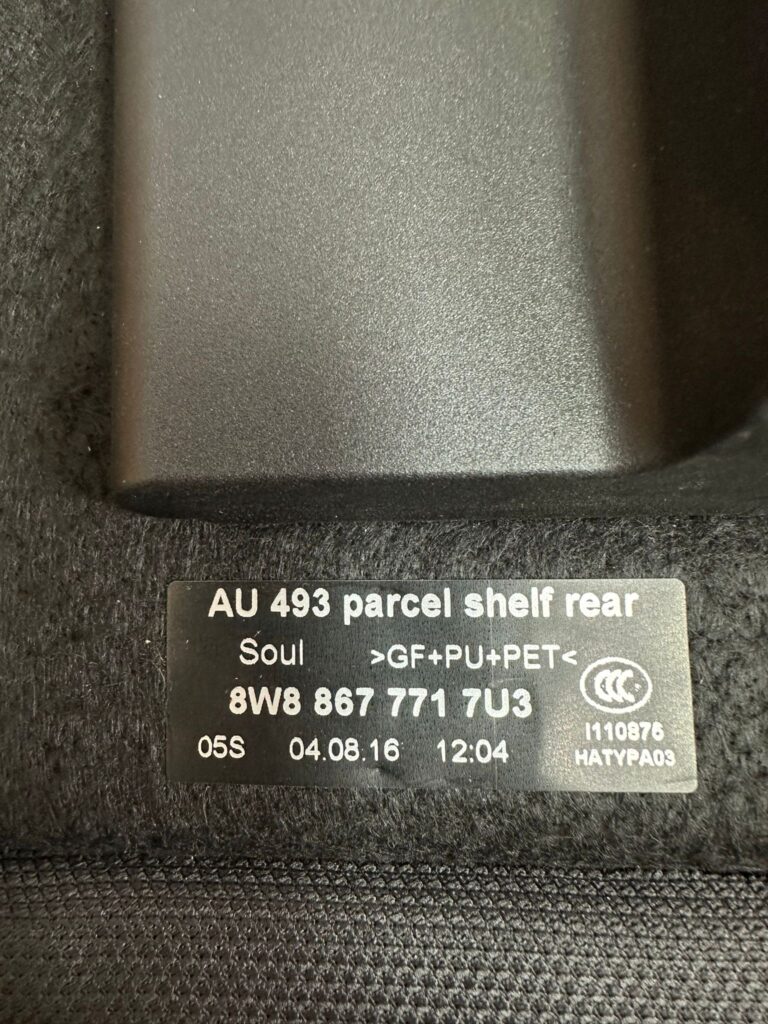 AU 493 parcel shelf rear
Soul >GF+PU+PET<
8W8 867 771 7U3
CCC
I110876
05S 04.08.16 12:04
HATYPA03